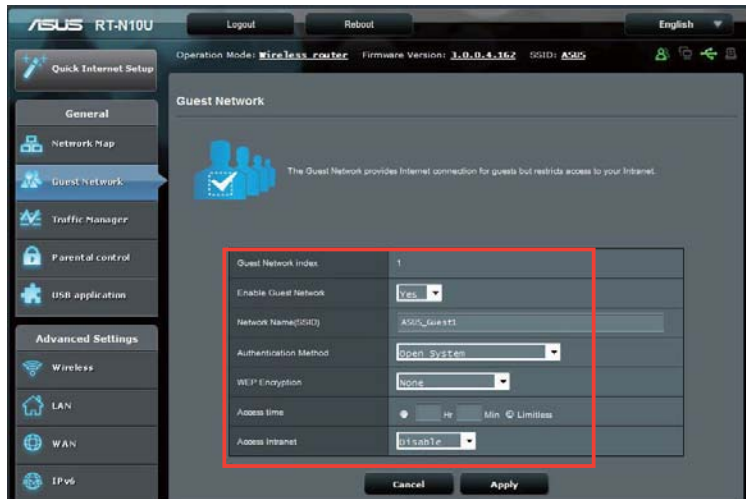 ASUS RT-N10U
Logout
Reboot
English
Quick Internet Setup
Operation Mode: Wireless router Firmware Version: 3.0.0.4.162 SSID: ASUS
General
Network Map
Guest Network
Traffic Manager
Parental control
USB application
Advanced Settings
Wireless
LAN
WAN
IPv6
Guest Network
The Guest Network provides Internet connection for guests but restricts access to your Intranet.
Guest Network index 1
Enable Guest Network Yes
Network Name(SSID) ASUS_Guest1
Authentication Method Open System
WEP Encryption None
Access time Hr Min Limitless
Access Intranet Disable
Cancel
Apply